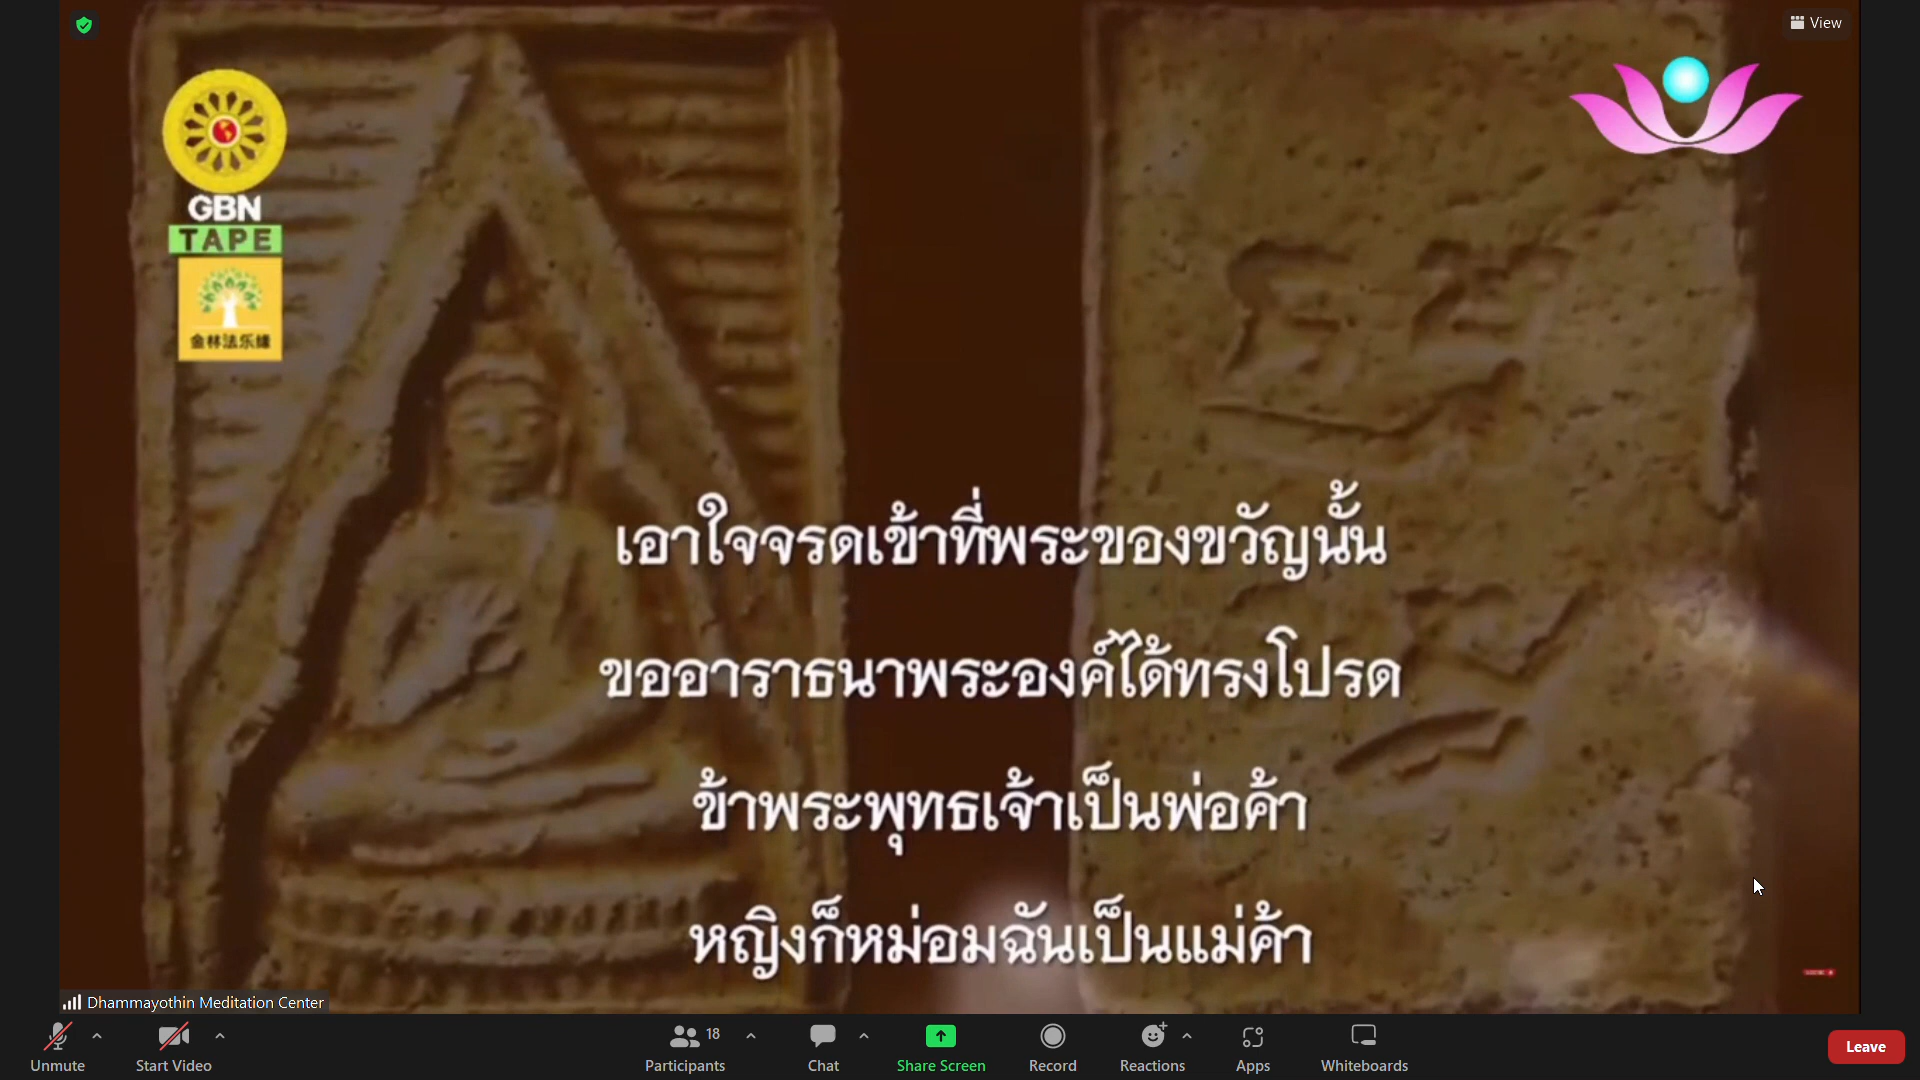 View
GBN
TAPE
金林法乐缘
เอาใจจรดเข้าที่พระของขวัญนั้น
ขออาราธนาพระองค์ได้ทรงโปรด
ข้าพระพุทธเจ้าเป็นพ่อค้า
หญิงก็หม่อมฉันเป็นแม่ค้า
Dhammayothin Meditation Center
Unmute
Start Video
18
Participants
Chat
Share Screen
Record
Reactions
Apps
Whiteboards
Leave